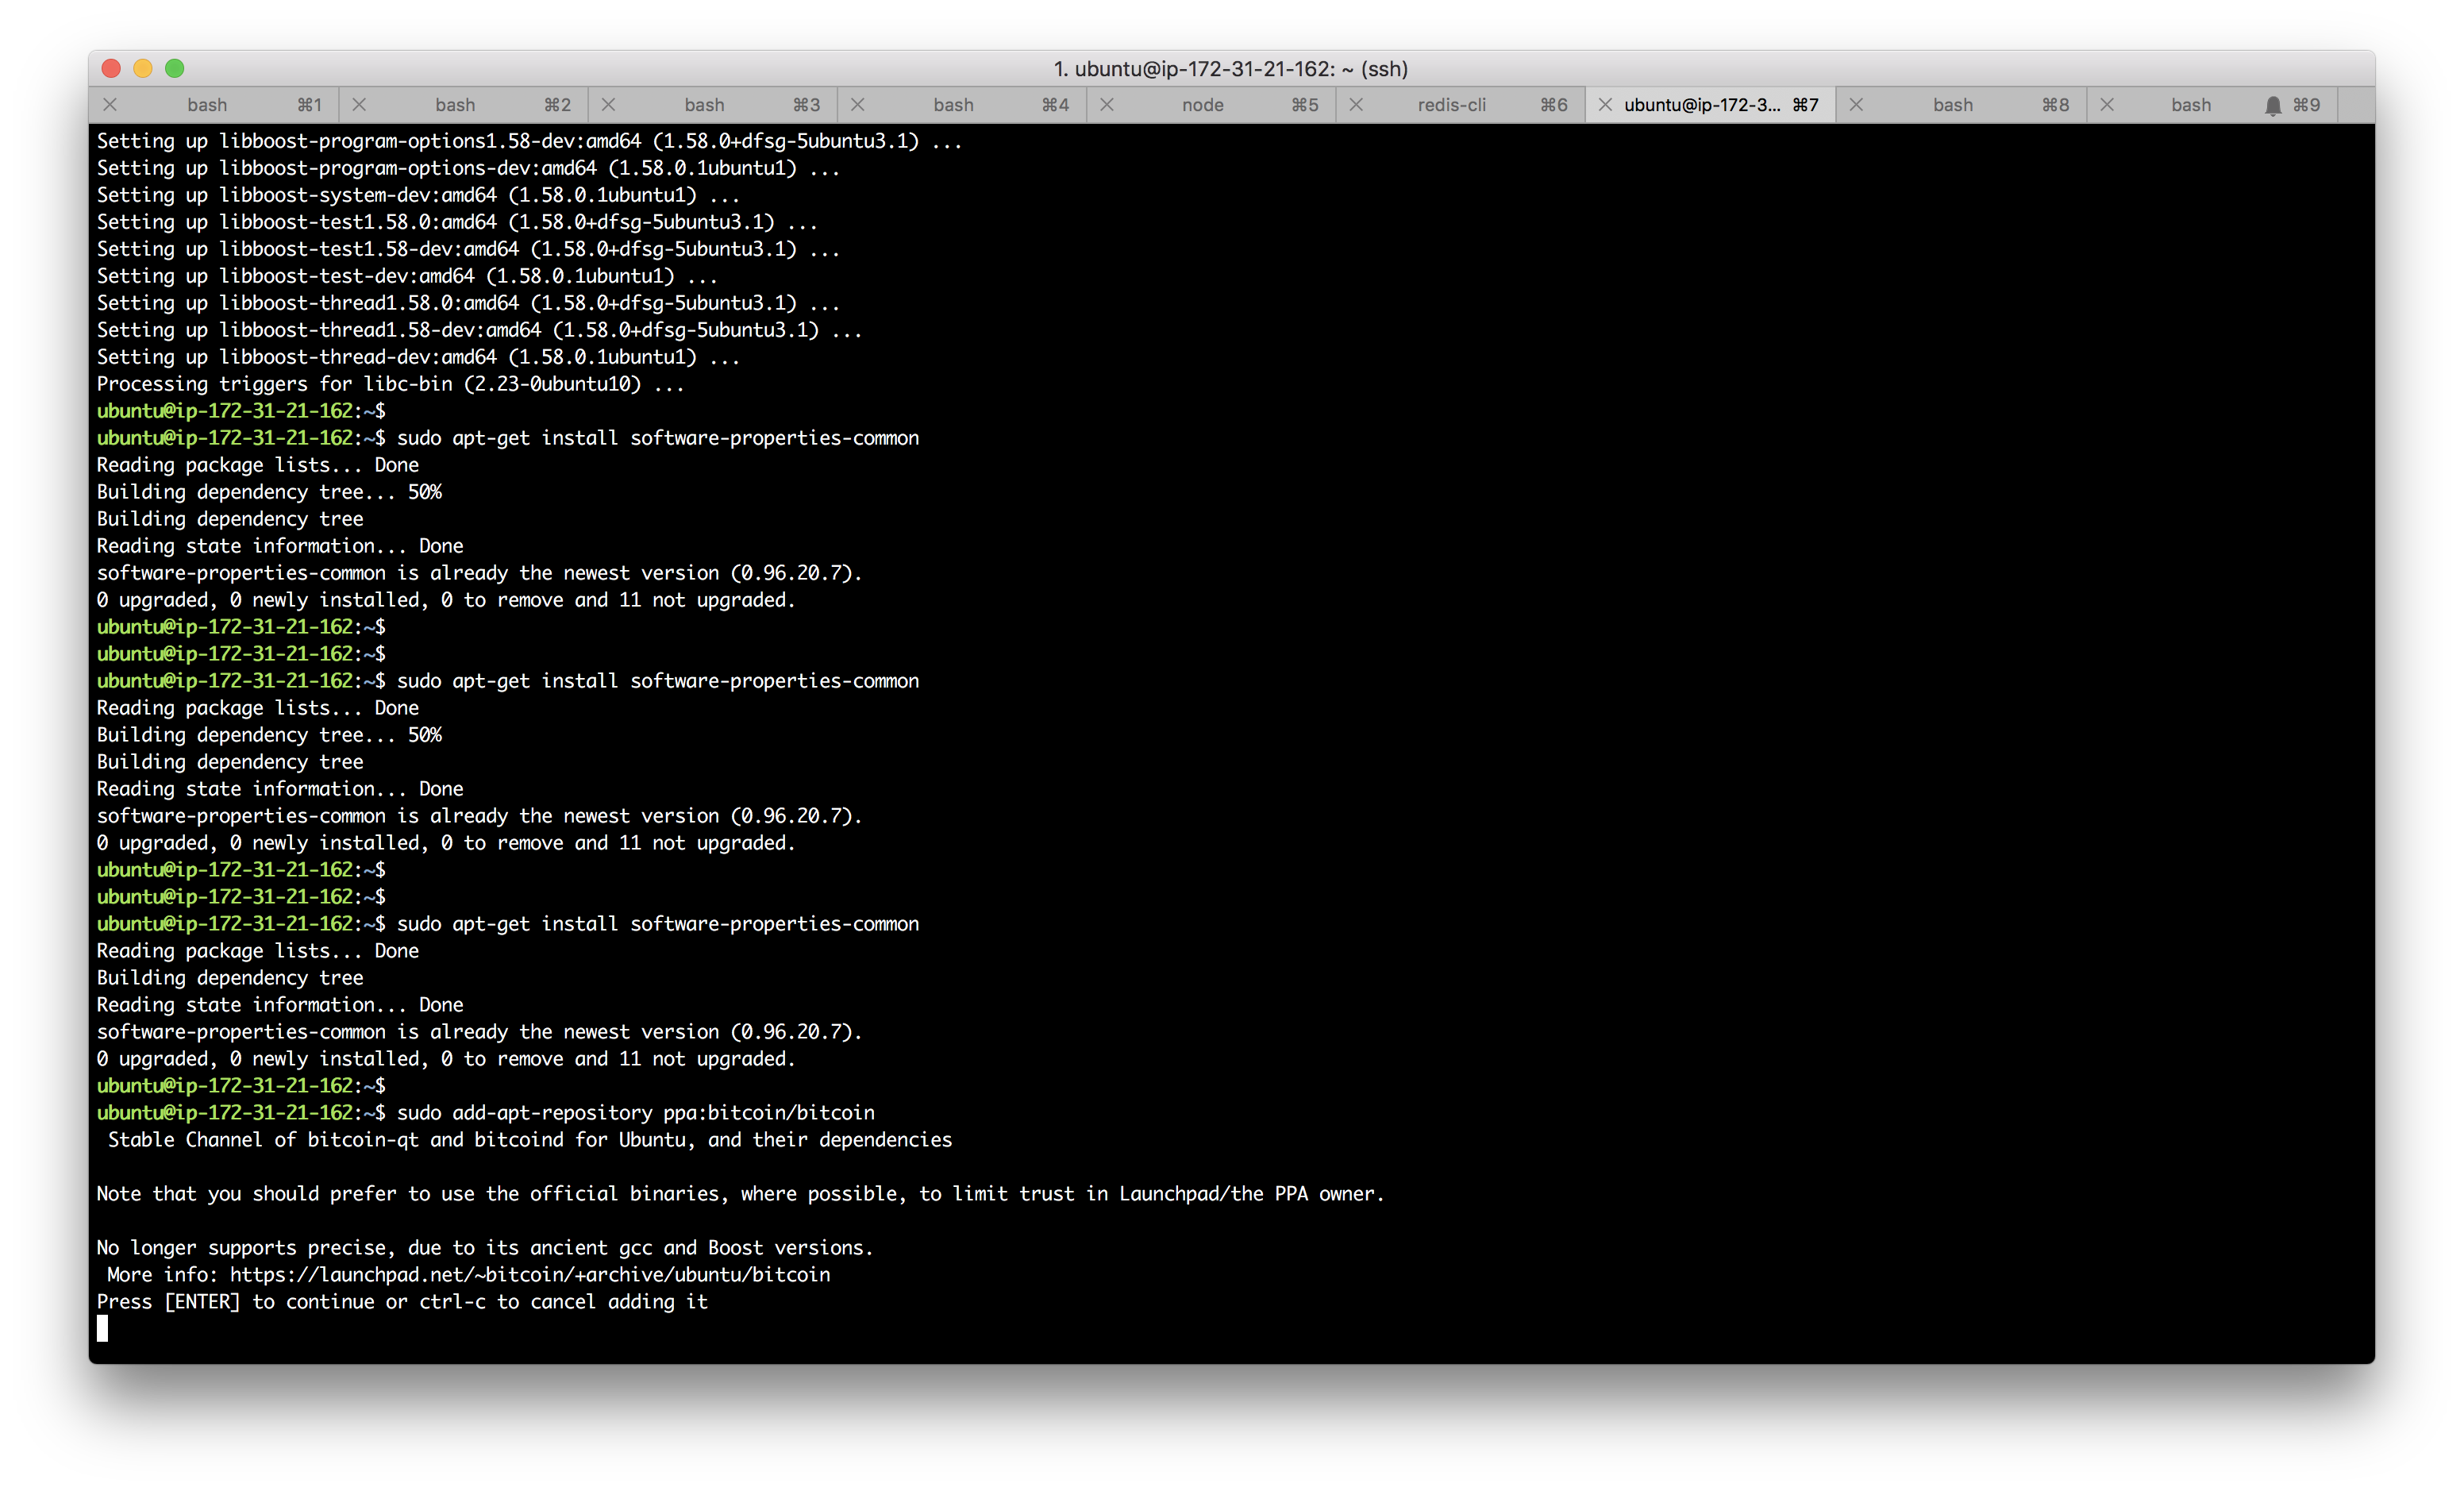 1. ubuntu@ip-172-31-21-162: ~ (ssh)
bash ⌘1 bash ⌘2 bash ⌘3 bash ⌘4 node ⌘5 redis-cli ⌘6 ubuntu@ip-172-3... ⌘7 bash ⌘8 bash ⌘9
Setting up libboost-program-options1.58-dev:amd64 (1.58.0+dfsg-5ubuntu3.1) ...
Setting up libboost-program-options-dev:amd64 (1.58.0.1ubuntu1) ...
Setting up libboost-system-dev:amd64 (1.58.0.1ubuntu1) ...
Setting up libboost-test1.58.0:amd64 (1.58.0+dfsg-5ubuntu3.1) ...
Setting up libboost-test1.58-dev:amd64 (1.58.0+dfsg-5ubuntu3.1) ...
Setting up libboost-test-dev:amd64 (1.58.0.1ubuntu1) ...
Setting up libboost-thread1.58.0:amd64 (1.58.0+dfsg-5ubuntu3.1) ...
Setting up libboost-thread1.58-dev:amd64 (1.58.0+dfsg-5ubuntu3.1) ...
Setting up libboost-thread-dev:amd64 (1.58.0.1ubuntu1) ...
Processing triggers for libc-bin (2.23-0ubuntu10) ...
ubuntu@ip-172-31-21-162:~$
ubuntu@ip-172-31-21-162:~$ sudo apt-get install software-properties-common
Reading package lists... Done
Building dependency tree... 50%
Building dependency tree
Reading state information... Done
software-properties-common is already the newest version (0.96.20.7).
0 upgraded, 0 newly installed, 0 to remove and 11 not upgraded.
ubuntu@ip-172-31-21-162:~$
ubuntu@ip-172-31-21-162:~$
ubuntu@ip-172-31-21-162:~$ sudo apt-get install software-properties-common
Reading package lists... Done
Building dependency tree... 50%
Building dependency tree
Reading state information... Done
software-properties-common is already the newest version (0.96.20.7).
0 upgraded, 0 newly installed, 0 to remove and 11 not upgraded.
ubuntu@ip-172-31-21-162:~$
ubuntu@ip-172-31-21-162:~$
ubuntu@ip-172-31-21-162:~$ sudo apt-get install software-properties-common
Reading package lists... Done
Building dependency tree
Reading state information... Done
software-properties-common is already the newest version (0.96.20.7).
0 upgraded, 0 newly installed, 0 to remove and 11 not upgraded.
ubuntu@ip-172-31-21-162:~$
ubuntu@ip-172-31-21-162:~$ sudo add-apt-repository ppa:bitcoin/bitcoin
Stable Channel of bitcoin-qt and bitcoind for Ubuntu, and their dependencies
Note that you should prefer to use the official binaries, where possible, to limit trust in Launchpad/the PPA owner.
No longer supports precise, due to its ancient gcc and Boost versions.
More info: https://launchpad.net/~bitcoin/+archive/ubuntu/bitcoin
Press [ENTER] to continue or ctrl-c to cancel adding it